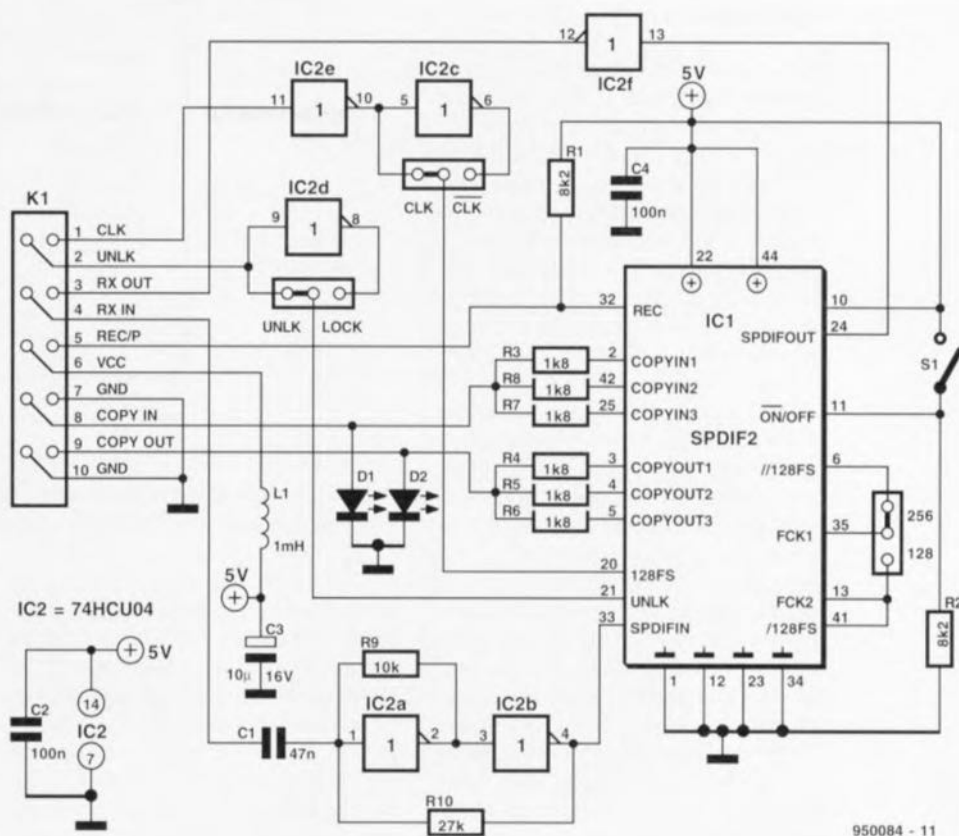 12
1
13
IC2f
5V
IC2e
11
1
10
IC2c
5
1
6
R1
8k2
C4
100n
K1
IC2d
9
1
8
CLK
CLK
22
44
1 CLK
2 UNLK
3 RX OUT
4 RX IN
5 REC/P
6 VCC
7 GND
8 COPY IN
9 COPY OUT
10 GND
UNLK
LOCK
32
REC
IC1
10
24
SPDIFOUT
S1
R3
1k8
2
COPYIN1
R8
1k8
42
COPYIN2
R7
1k8
25
COPYIN3
SPDIF2
ON/OFF
11
R4
1k8
3
COPYOUT1
R5
1k8
4
COPYOUT2
R6
1k8
5
COPYOUT3
//128FS
6
256
FCK1
35
128
D1
D2
L1
1mH
20
128FS
21
UNLK
33
SPDIFIN
FCK2
13
/128FS
41
R2
8k2
1
12
23
34
5V
IC2 = 74HCU04
C3
10µ
16V
5V
14
C2
100n
IC2
7
R9
10k
C1
47n
IC2a
1
1
2
IC2b
3
1
4
R10
27k
950084 - 11